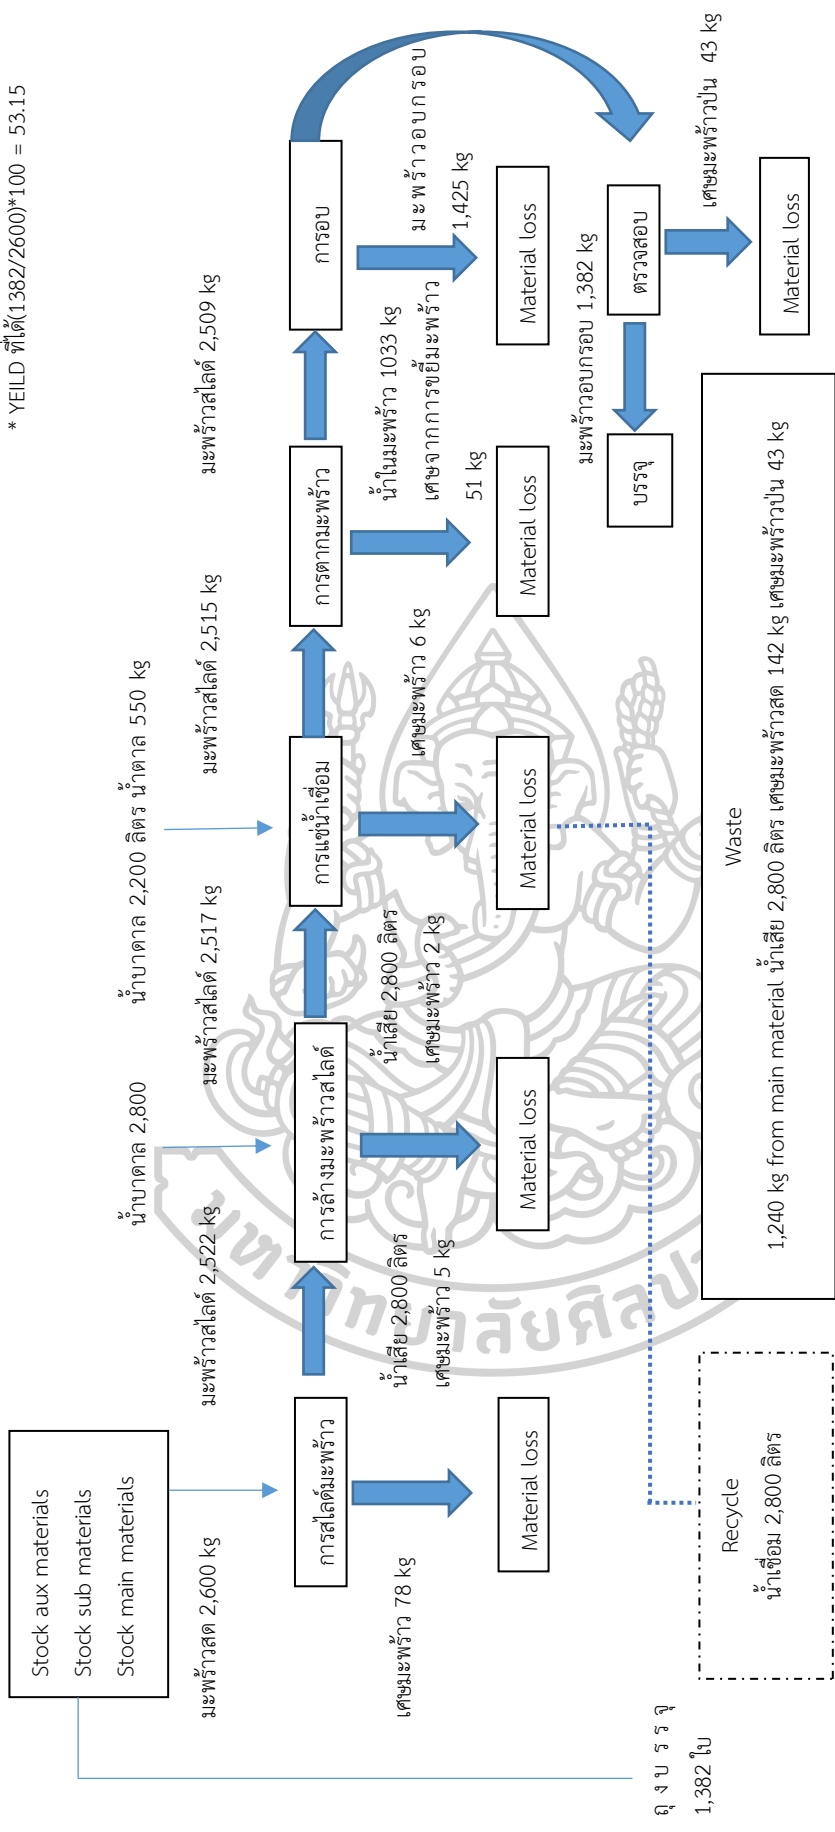 * YEILD ที่ได้(1382/2600)*100 = 53.15
Stock aux materials
Stock sub materials
Stock main materials
น้ำบาดาล 2,800
น้ำบาดาล 2,200 ลิตร น้ำตาล 550 kg
มะพร้าวสด 2,600 kg
มะพร้าวสไลด์ 2,522 kg
มะพร้าวสไลด์ 2,517 kg
มะพร้าวสไลด์ 2,515 kg
มะพร้าวสไลด์ 2,509 kg
การสไลด์มะพร้าว
การล้างมะพร้าวสไลด์
การแช่น้ำเชื่อม
การตากมะพร้าว
การอบ
เศษมะพร้าว 78 kg
น้ำเสีย 2,800 ลิตร
เศษมะพร้าว 5 kg
น้ำเสีย 2,800 ลิตร
เศษมะพร้าว 2 kg
เศษมะพร้าว 6 kg
น้ำในมะพร้าว 1033 kg
เศษจากการขยี้มะพร้าว
51 kg
มะพร้าวอบกรอบ
1,425 kg
Material loss
Material loss
Material loss
Material loss
Material loss
มะพร้าวอบกรอบ 1,382 kg
บรรจุ
ตรวจสอบ
เศษมะพร้าวป่น 43 kg
Material loss
ถุงบรรจุ
1,382 ใบ
Recycle
น้ำเชื่อม 2,800 ลิตร
Waste
1,240 kg from main material น้ำเสีย 2,800 ลิตร เศษมะพร้าวสด 142 kg เศษมะพร้าวป่น 43 kg